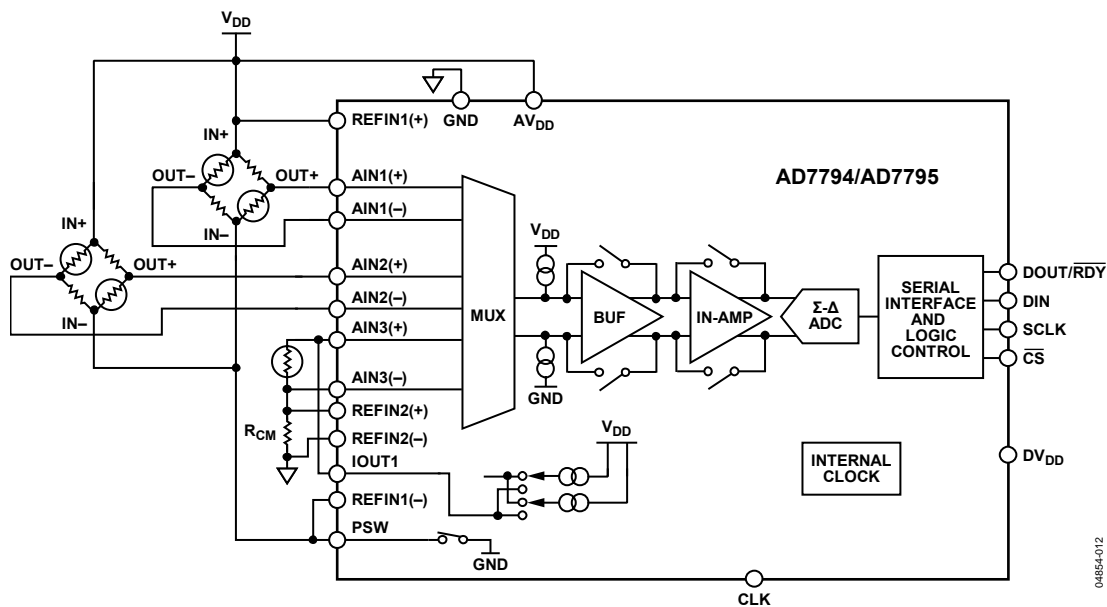 VDD
GND
AVDD
REFIN1(+)
IN+
OUT–
OUT+
IN–
AIN1(+)
AIN1(–)
AD7794/AD7795
IN+
OUT–
OUT+
IN–
AIN2(+)
AIN2(–)
AIN3(+)
AIN3(–)
REFIN2(+)
RCM
REFIN2(–)
IOUT1
REFIN1(–)
PSW
MUX
VDD
GND
BUF
IN-AMP
Σ-Δ
ADC
SERIAL
INTERFACE
AND
LOGIC
CONTROL
DOUT/RDY
DIN
SCLK
CS
VDD
GND
INTERNAL
CLOCK
DVDD
CLK
04854-012